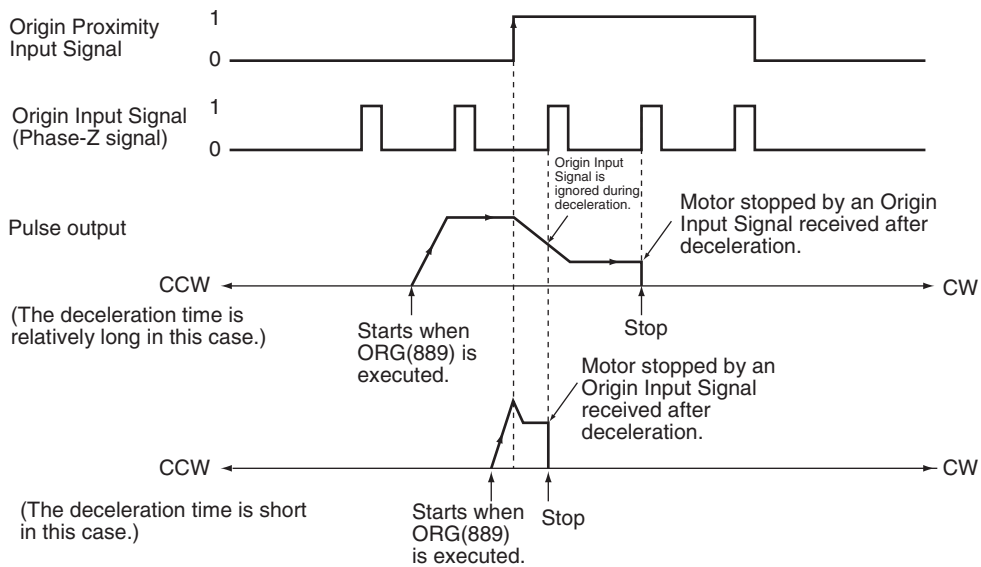 Origin Proximity
Input Signal
1
0
Origin Input Signal
(Phase-Z signal)
1
0
Origin Input
Signal is
ignored during
deceleration.
Pulse output
Motor stopped by an Origin
Input Signal received after
deceleration.
CCW
CW
(The deceleration time is
relatively long in this case.)
Starts when
ORG(889) is
executed.
Stop
Motor stopped by an
Origin Input Signal
received after
deceleration.
CCW
CW
(The deceleration time is short
in this case.)
Starts when
ORG(889)
is executed.
Stop